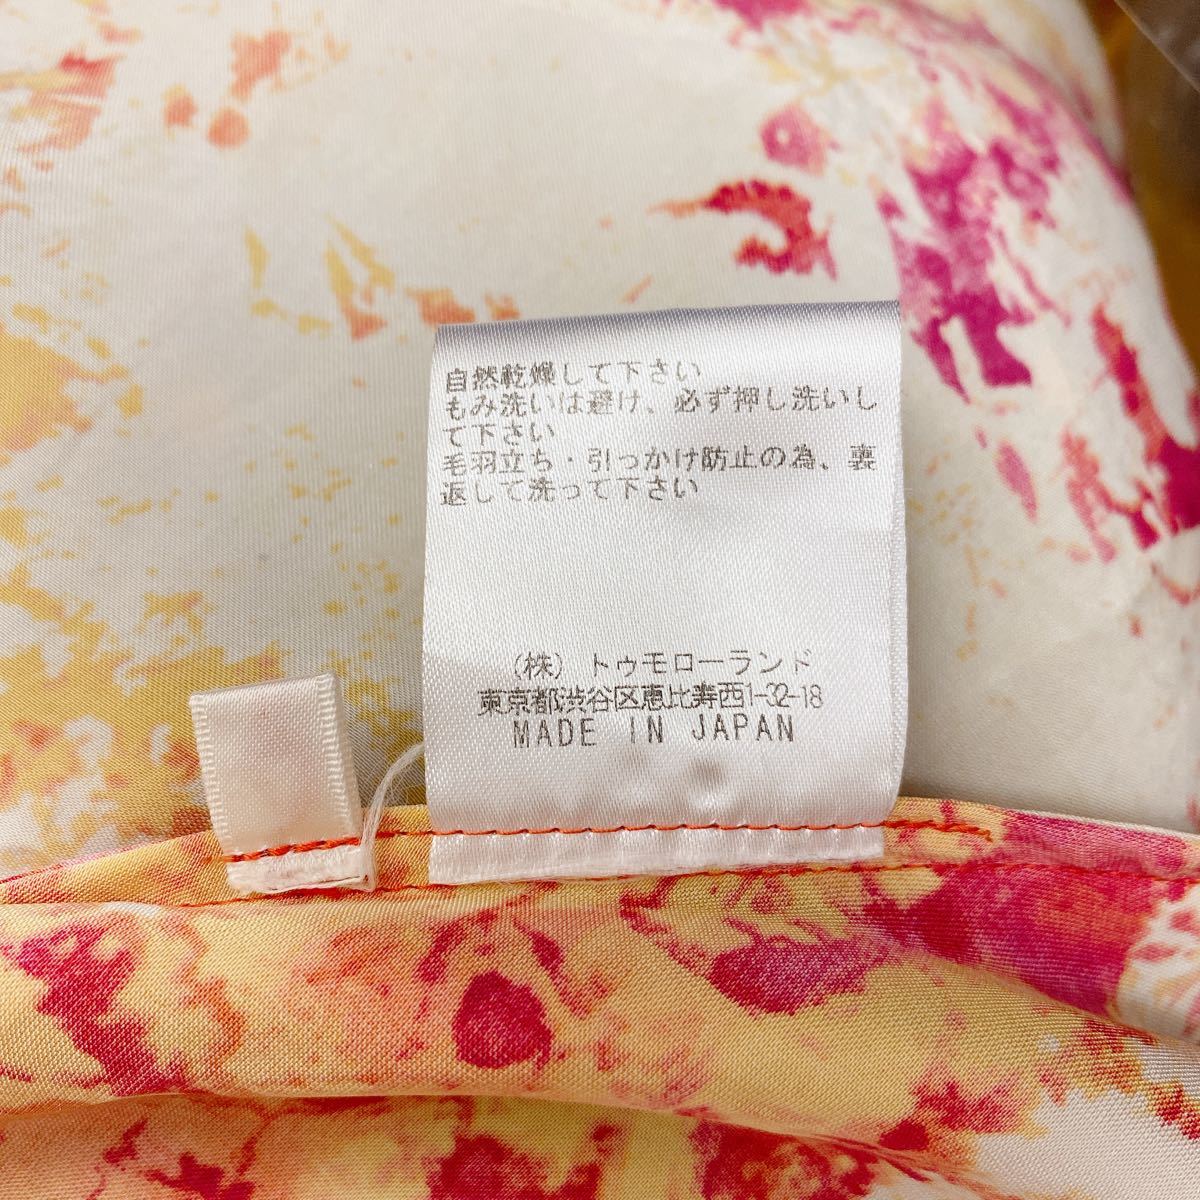 自然乾燥して下さい
もみ洗いは避け、必ず押し洗いし
て下さい
毛羽立ち・引っかけ防止の為、裏
返して洗って下さい
（株）トゥモローランド
東京都渋谷区恵比寿西1-32-18
MADE IN JAPAN